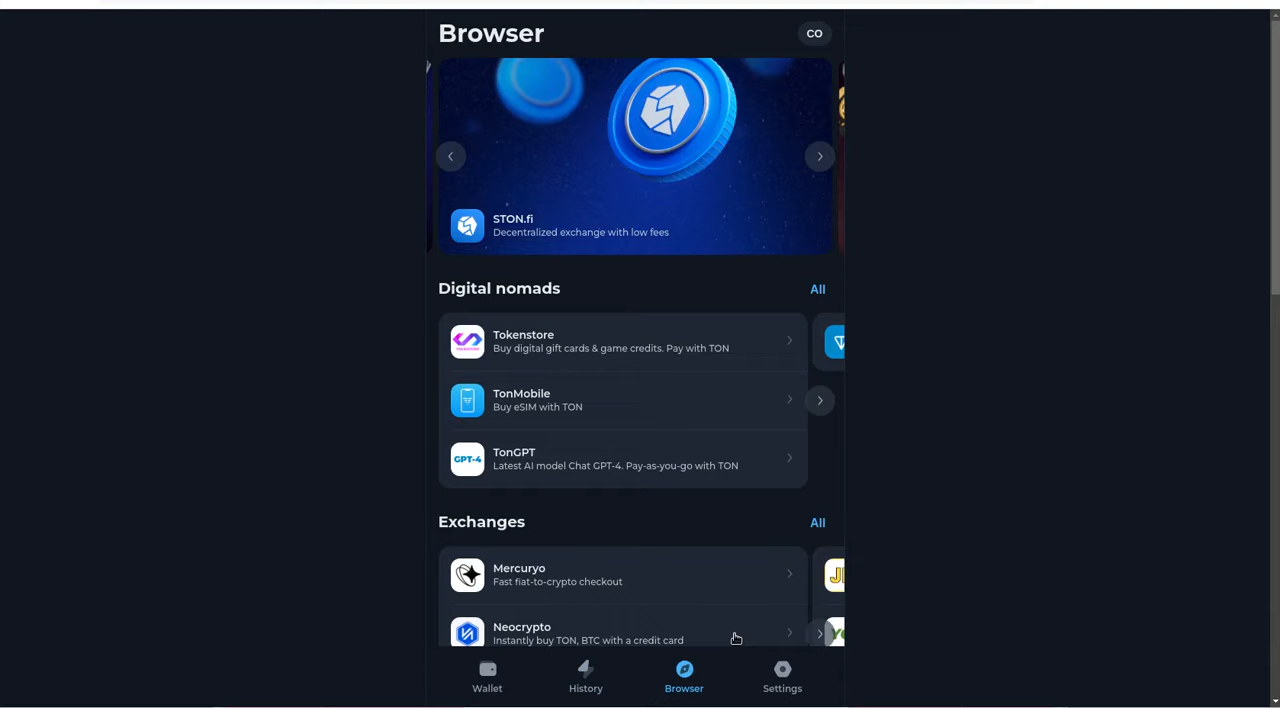 Browser
CO
STON.fi
Decentralized exchange with low fees
Digital nomads
All
Tokenstore
Buy digital gift cards & game credits. Pay with TON
TonMobile
Buy eSIM with TON
GPT-4
TonGPT
Latest AI model Chat GPT-4. Pay-as-you-go with TON
Exchanges
All
Mercuryo
Fast fiat-to-crypto checkout
Neocrypto
Instantly buy TON, BTC with a credit card
Wallet
History
Browser
Settings